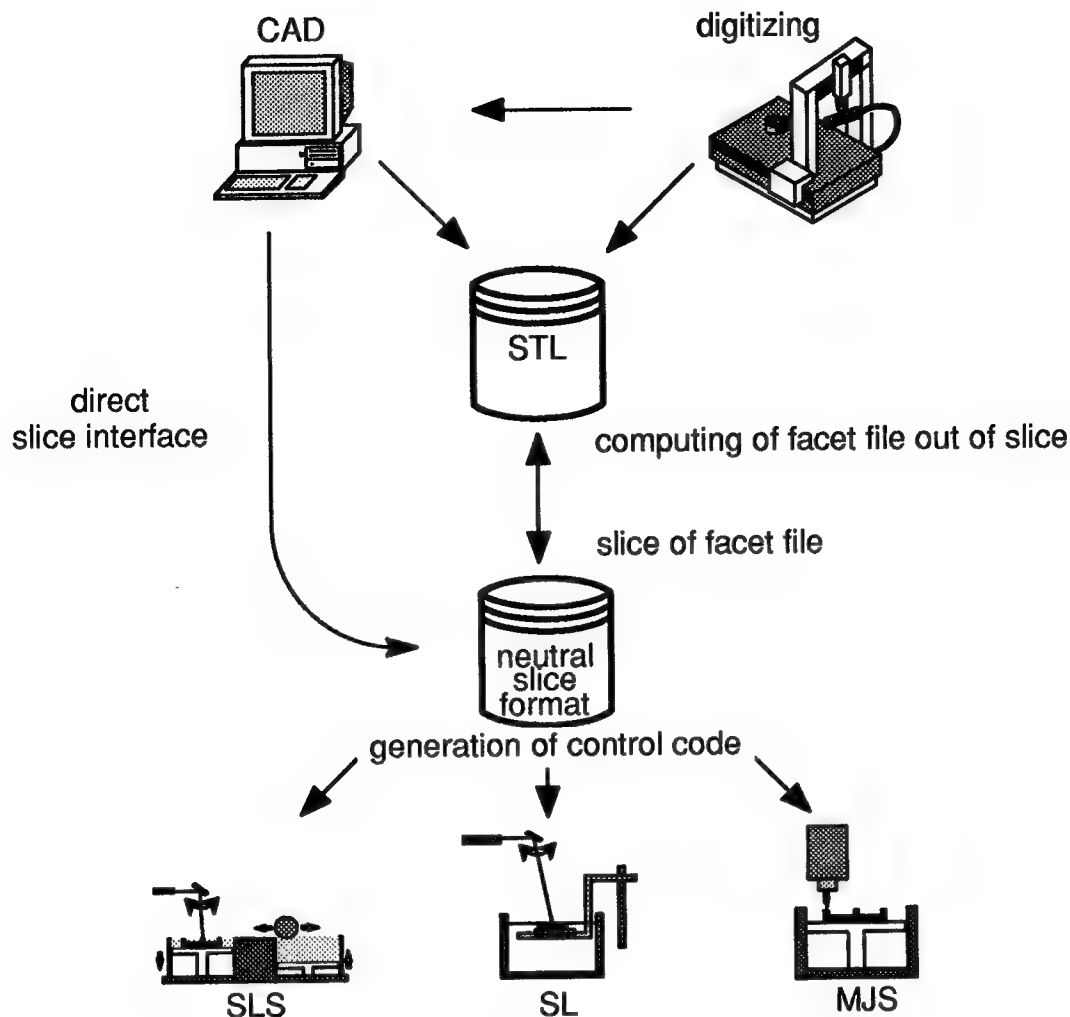 CAD
digitizing
STL
direct
slice interface
computing of facet file out of slice
slice of facet file
neutral
slice
format
generation of control code
SLS
SL
MJS